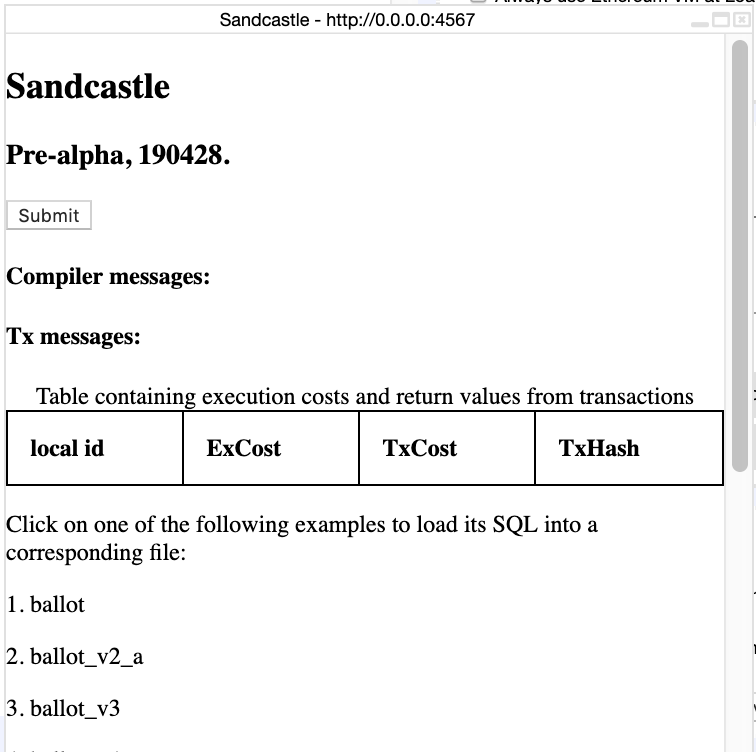 Sandcastle - http://0.0.0.0:4567
Sandcastle
Pre-alpha, 190428.
Submit
Compiler messages:
Tx messages:
Table containing execution costs and return values from transactions
local id ExCost TxCost TxHash
Click on one of the following examples to load its SQL into a
corresponding file:
1. ballot
2. ballot_v2_a
3. ballot_v3